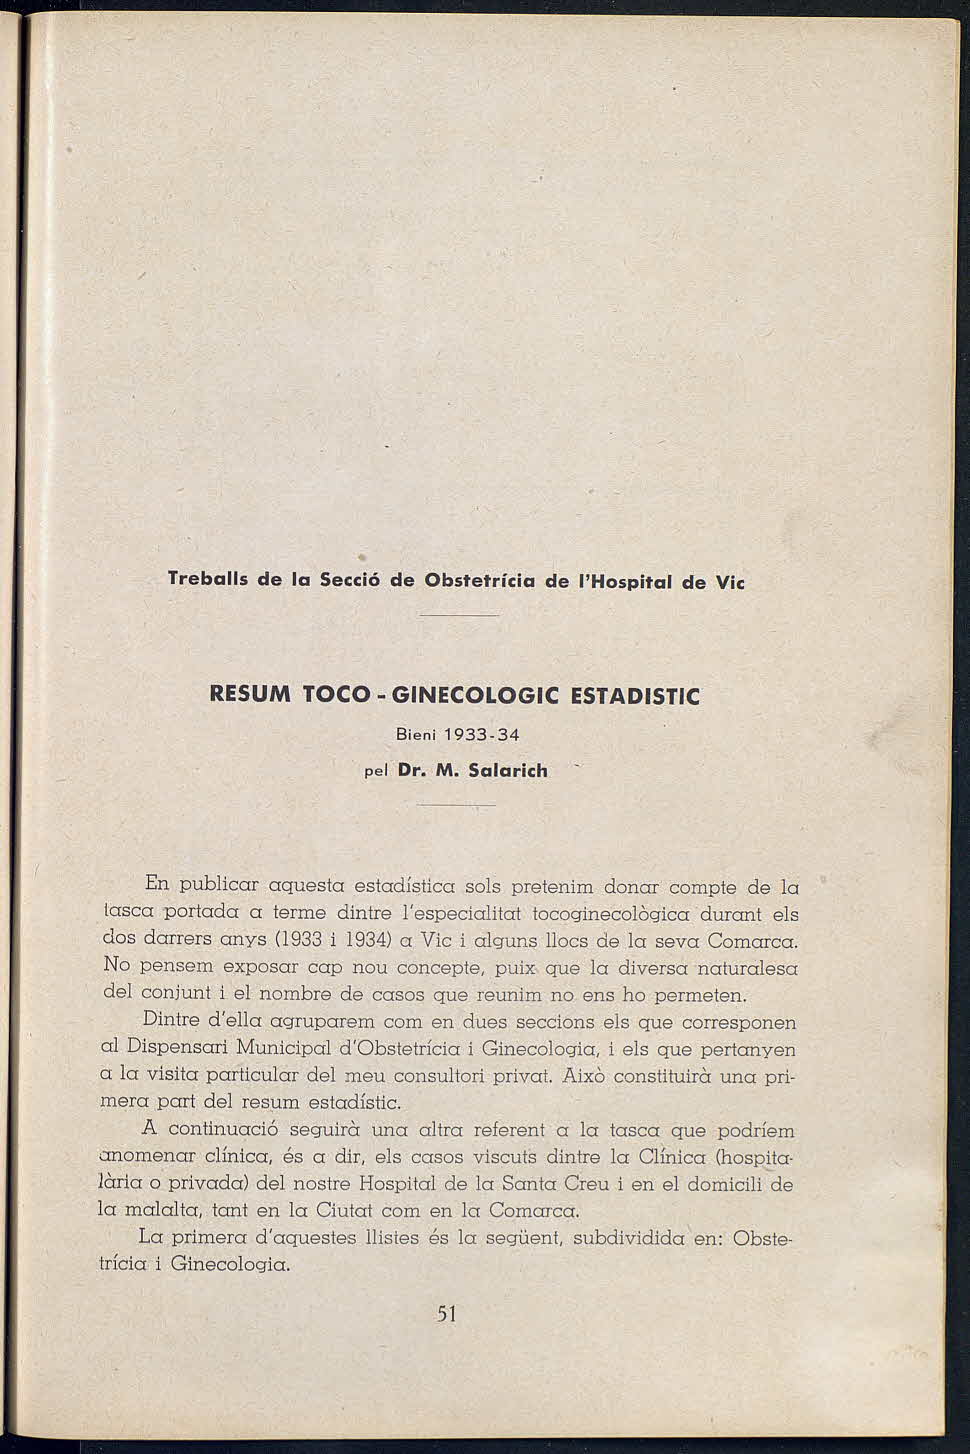 Treballs de la Secció de Obstetrícia de l'Hospital de Vic
RESUM TOCO - GINECOLOGIC ESTADISTIC
Bieni 1933-34
pel Dr. M. Salarich
En publicar aquesta estadística sols pretenim donar compte de la
tasca portada a terme dintre l'especialitat tocoginecològica durant els
dos darrers anys (1933 i 1934) a Vic i alguns llocs de la seva Comarca.
No pensem exposar cap nou concepte, puix que la diversa naturalesa
del conjunt i el nombre de casos que reunim no ens ho permeten.
Dintre d'ella agruparem com en dues seccions els que corresponen
al Dispensari Municipal d'Obstetrícia i Ginecologia, i els que pertanyen
a la visita particular del meu consultori privat. Això constituirà una pri-
mera part del resum estadístic.
A continuació seguirà una altra referent a la tasca que podríem
anomenar clínica, és a dir, els casos viscuts dintre la Clínica (hospita-
lària o privada) del nostre Hospital de la Santa Creu i en el domicili de
la malalta, tant en la Ciutat com en la Comarca.
La primera d'aquestes llistes és la següent, subdividida en: Obste-
trícia i Ginecologia.
51